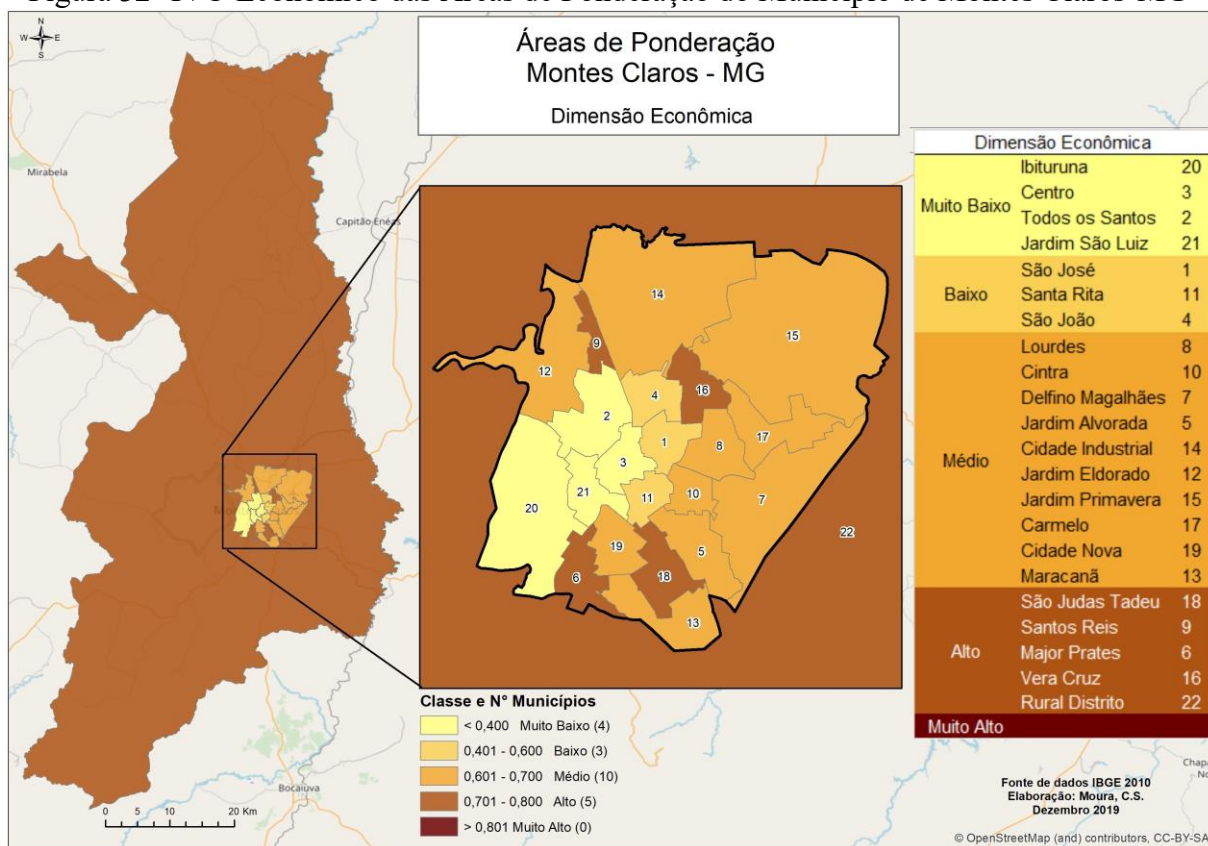 N
W E
S
Áreas de Ponderação
Montes Claros - MG
Dimensão Econômica
Mirabela
Capitão Enéas
Bocaiuva
0 5 10 20 Km
14
15
9
12
16
4
2
1
8
17
3
21
11
10
7
20
22
19
5
6
18
13
Classe e N° Municípios
< 0,400 Muito Baixo (4)
0,401 - 0,600 Baixo (3)
0,601 - 0,700 Médio (10)
0,701 - 0,800 Alto (5)
> 0,801 Muito Alto (0)
Dimensão Econômica
Muito Baixo
Ibituruna 20
Centro 3
Todos os Santos 2
Jardim São Luiz 21
Baixo
São José 1
Santa Rita 11
São João 4
Médio
Lourdes 8
Cintra 10
Delfino Magalhães 7
Jardim Alvorada 5
Cidade Industrial 14
Jardim Eldorado 12
Jardim Primavera 15
Carmelo 17
Cidade Nova 19
Maracanã 13
Alto
São Judas Tadeu 18
Santos Reis 9
Major Prates 6
Vera Cruz 16
Rural Distrito 22
Muito Alto
Fonte de dados IBGE 2010
Elaboração: Moura, C.S.
Dezembro 2019
© OpenStreetMap (and) contributors, CC-BY-SA